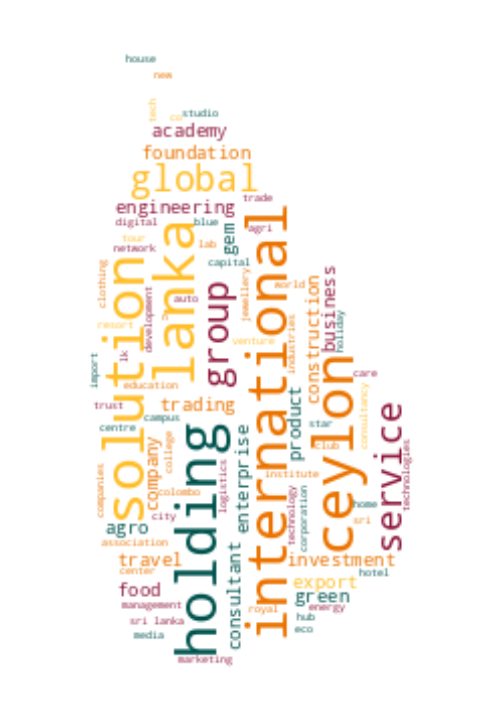 house
new
tech
co
studio
academy
foundation
global
trade
engineering
digital
blue
agri
tour
network
lab
gem
lanka
international
capital
clothing
solution
development
auto
group
jewellery
world
construction
business
holiday
resort
n
venture
industries
lk
import
education
care
trust
trading
product
consultancy
campus
star
centre
ceylon
service
holding
company
college
enterprise
club
technologies
companies
logistics
institute
colombo
technology
corporation
home
city
sri
agro
association
consultant
travel
investment
center
hotel
food
export
green
management
royal
energy
sri lanka
hub
media
eco
marketing